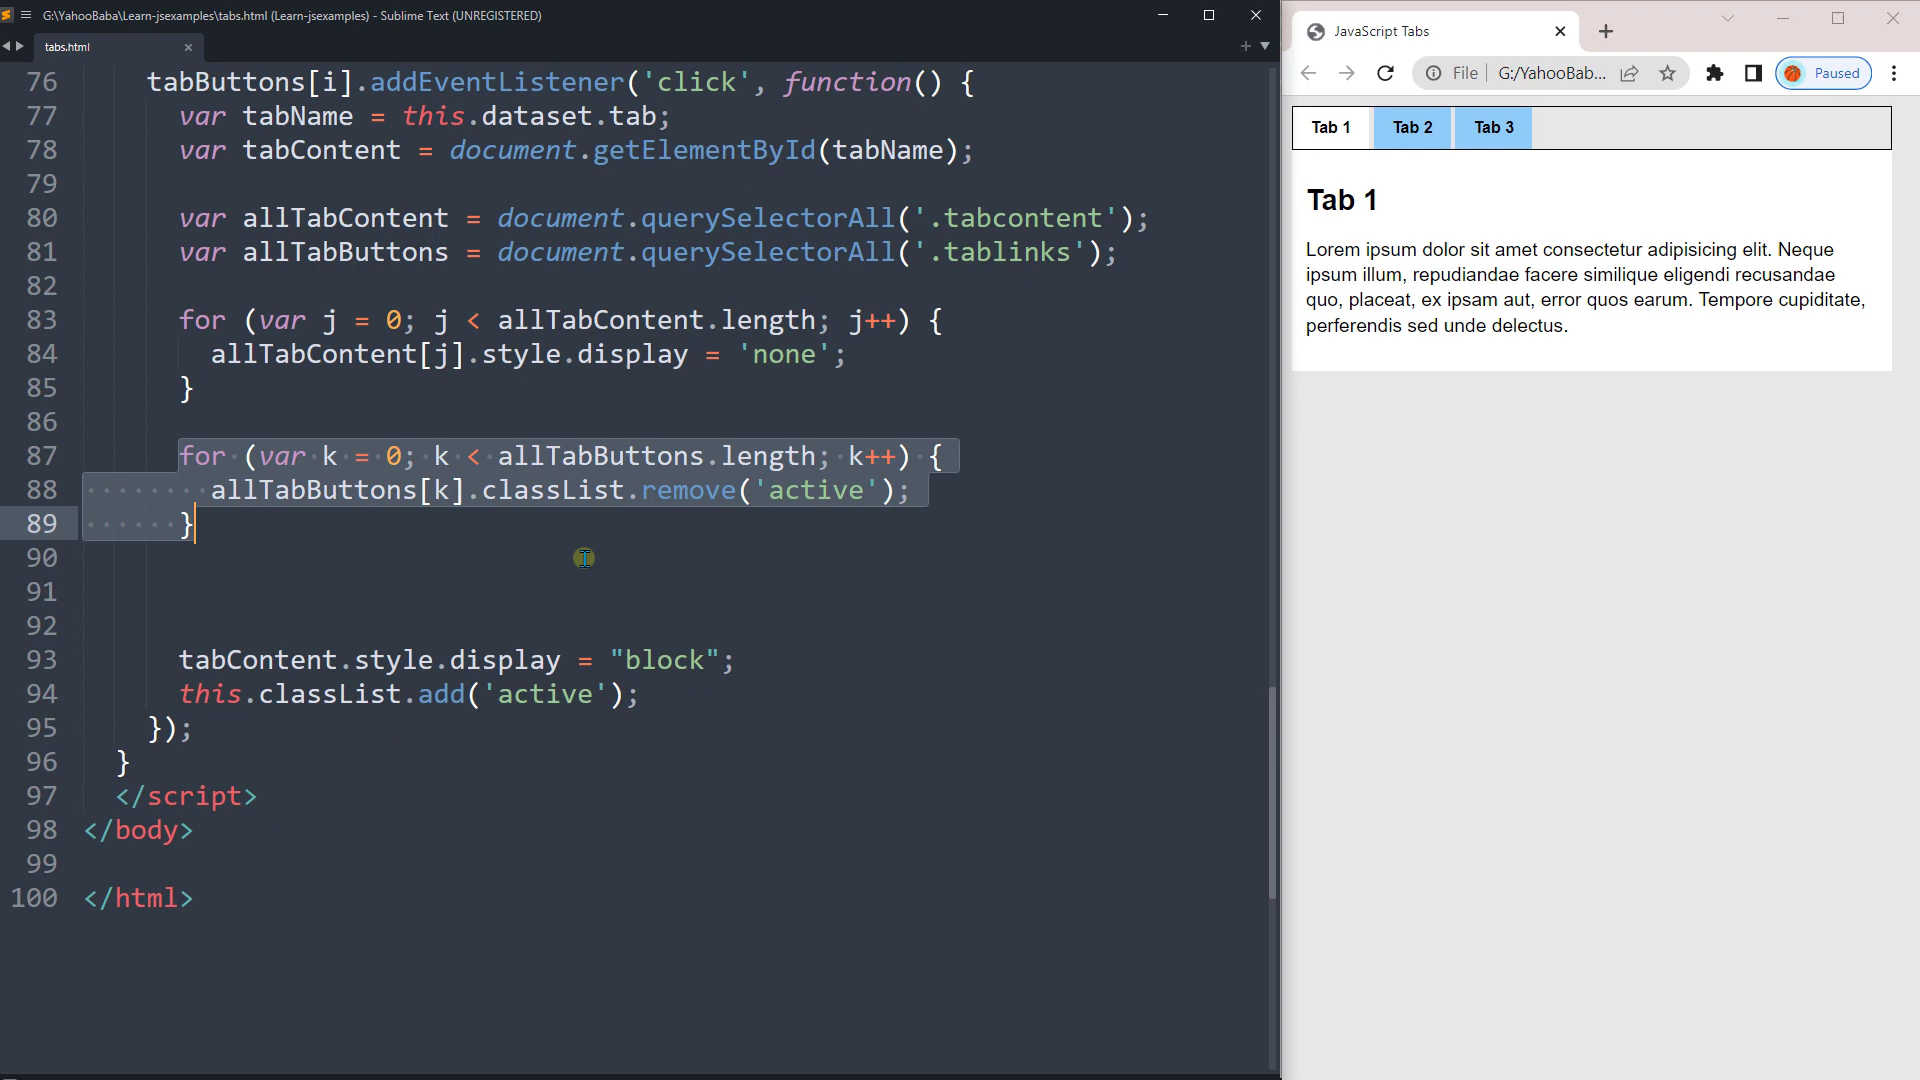 G:\YahooBaba\Learn-jsexamples\tabs.html (Learn-jsexamples) - Sublime Text (UNREGISTERED)
tabs.html
76 tabButtons[i].addEventListener('click', function() {
77 var tabName = this.dataset.tab;
78 var tabContent = document.getElementById(tabName);
79
80 var allTabContent = document.querySelectorAll('.tabcontent');
81 var allTabButtons = document.querySelectorAll('.tablinks');
82
83 for (var j = 0; j < allTabContent.length; j++) {
84 allTabContent[j].style.display = 'none';
85 }
86
87 for (var k = 0; k < allTabButtons.length; k++) {
88 allTabButtons[k].classList.remove('active');
89 }
90
91
92
93 tabContent.style.display = "block";
94 this.classList.add('active');
95 });
96 }
97 </script>
98 </body>
99
100 </html>
JavaScript Tabs
File G:/YahooBab... Paused
Tab 1 Tab 2 Tab 3
Tab 1
Lorem ipsum dolor sit amet consectetur adipisicing elit. Neque
ipsum illum, repudiandae facere similique eligendi recusandae
quo, placeat, ex ipsam aut, error quos earum. Tempore cupiditate,
perferendis sed unde delectus.